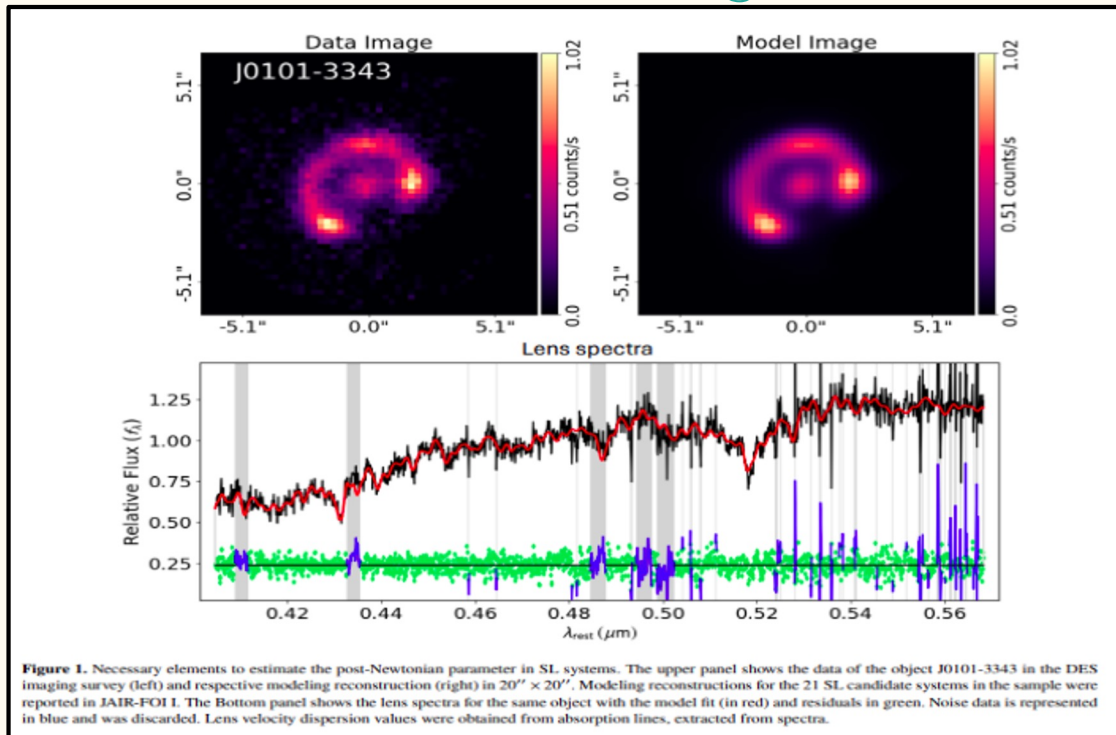 Data Image
Model Image
J0101-3343
5.1"
0.0"
-5.1"
-5.1"
0.0"
5.1"
1.02
0.51 counts/s
0.0
5.1"
0.0"
-5.1"
-5.1"
0.0"
5.1"
1.02
0.51 counts/s
0.0
Lens spectra
Relative Flux (fλ)
1.25
1.00
0.75
0.50
0.25
0.42
0.44
0.46
0.48
0.50
0.52
0.54
0.56
λrest (μm)
Figure 1. Necessary elements to estimate the post-Newtonian parameter in SL systems. The upper panel shows the data of the object J0101-3343 in the DES
imaging survey (left) and respective modeling reconstruction (right) in 20″ × 20″. Modeling reconstructions for the 21 SL candidate systems in the sample were
reported in JAIR-FOI I. The Bottom panel shows the lens spectra for the same object with the model fit (in red) and residuals in green. Noise data is represented
in blue and was discarded. Lens velocity dispersion values were obtained from absorption lines, extracted from spectra.